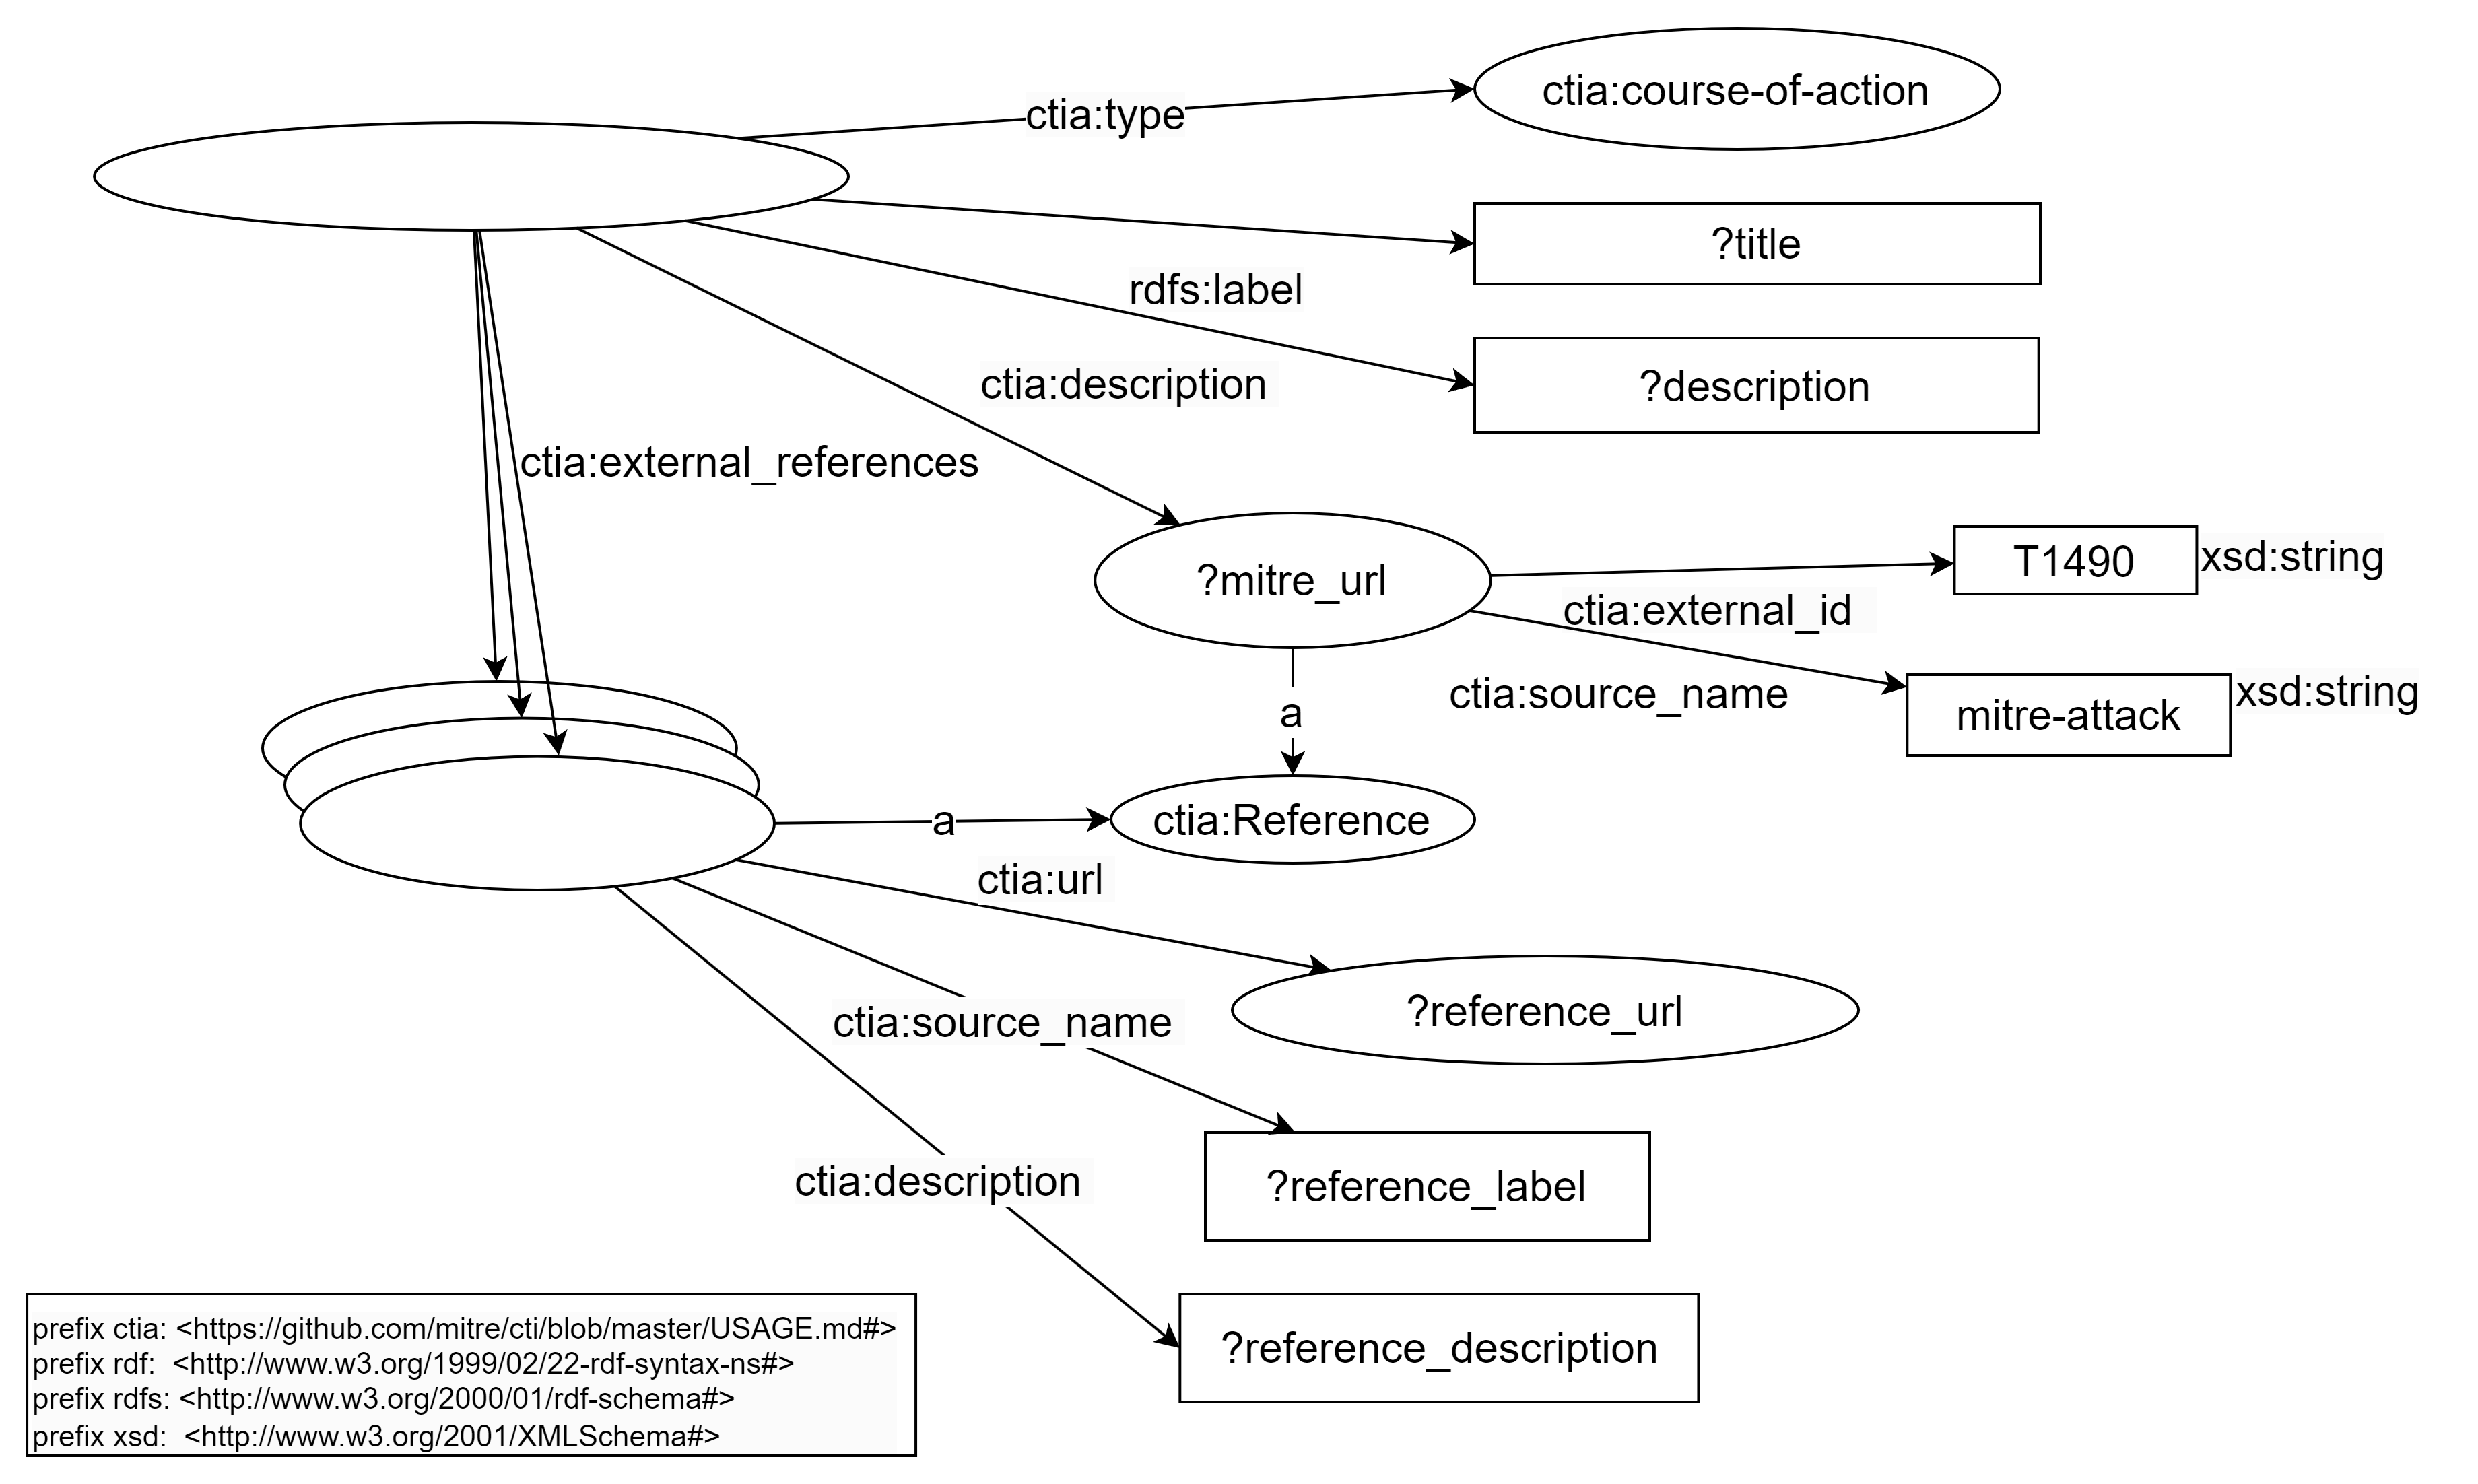 ctia:course-of-action
ctia:type
?title
rdfs:label
?description
ctia:description
ctia:external_references
T1490
xsd:string
?mitre_url
ctia:external_id
ctia:source_name
mitre-attack
xsd:string
a
a
ctia:Reference
ctia:url
?reference_url
ctia:source_name
?reference_label
ctia:description
?reference_description
prefix ctia: <https://github.com/mitre/cti/blob/master/USAGE.md#>
prefix rdf: <http://www.w3.org/1999/02/22-rdf-syntax-ns#>
prefix rdfs: <http://www.w3.org/2000/01/rdf-schema#>
prefix xsd: <http://www.w3.org/2001/XMLSchema#>